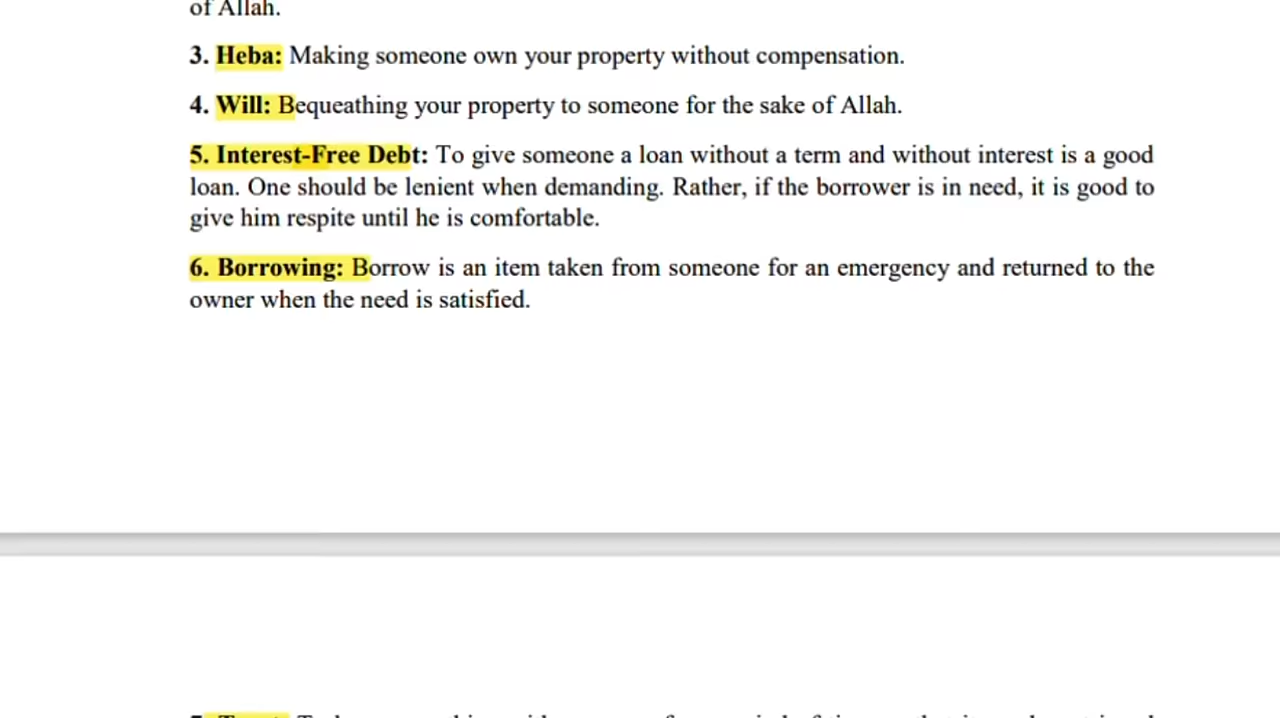 of Allah.
3. Heba: Making someone own your property without compensation.
4. Will: Bequeathing your property to someone for the sake of Allah.
5. Interest-Free Debt: To give someone a loan without a term and without interest is a good
loan. One should be lenient when demanding. Rather, if the borrower is in need, it is good to
give him respite until he is comfortable.
6. Borrowing: Borrow is an item taken from someone for an emergency and returned to the
owner when the need is satisfied.